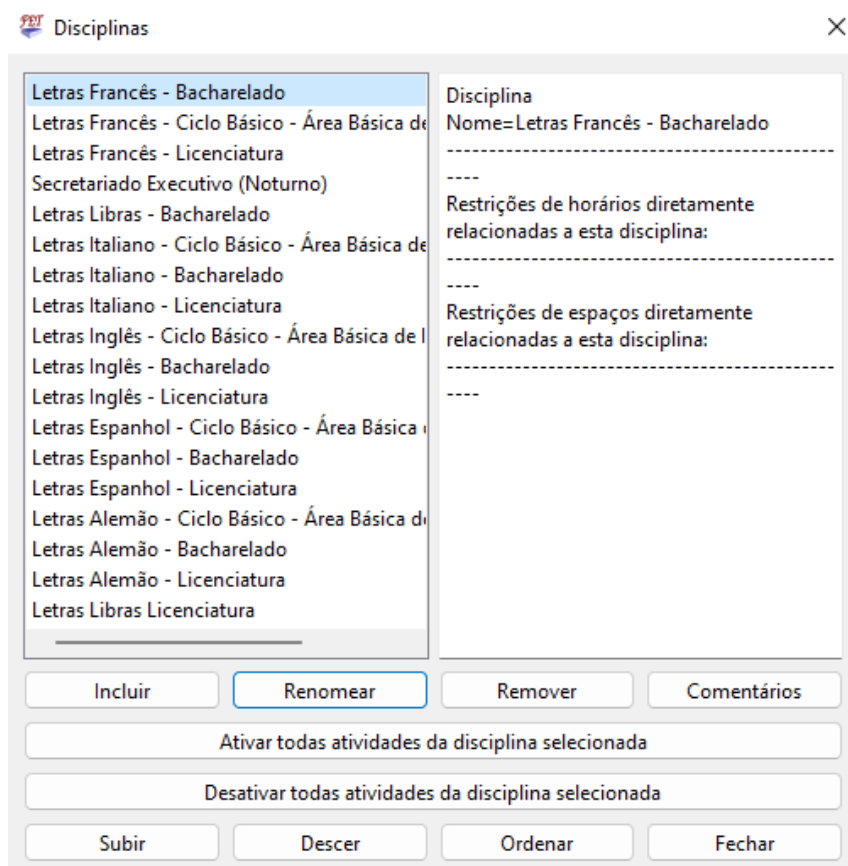 FET Disciplinas
Letras Francês - Bacharelado
Letras Francês - Ciclo Básico - Área Básica de
Letras Francês - Licenciatura
Secretariado Executivo (Noturno)
Letras Libras - Bacharelado
Letras Italiano - Ciclo Básico - Área Básica de
Letras Italiano - Bacharelado
Letras Italiano - Licenciatura
Letras Inglês - Ciclo Básico - Área Básica de I
Letras Inglês - Bacharelado
Letras Inglês - Licenciatura
Letras Espanhol - Ciclo Básico - Área Básica
Letras Espanhol - Bacharelado
Letras Espanhol - Licenciatura
Letras Alemão - Ciclo Básico - Área Básica de
Letras Alemão - Bacharelado
Letras Alemão - Licenciatura
Letras Libras Licenciatura
Disciplina
Nome=Letras Francês - Bacharelado
------------------------------------------------
----
Restrições de horários diretamente
relacionadas a esta disciplina:
------------------------------------------------
----
Restrições de espaços diretamente
relacionadas a esta disciplina:
------------------------------------------------
----
Incluir Renomear Remover Comentários
Ativar todas atividades da disciplina selecionada
Desativar todas atividades da disciplina selecionada
Subir Descer Ordenar Fechar